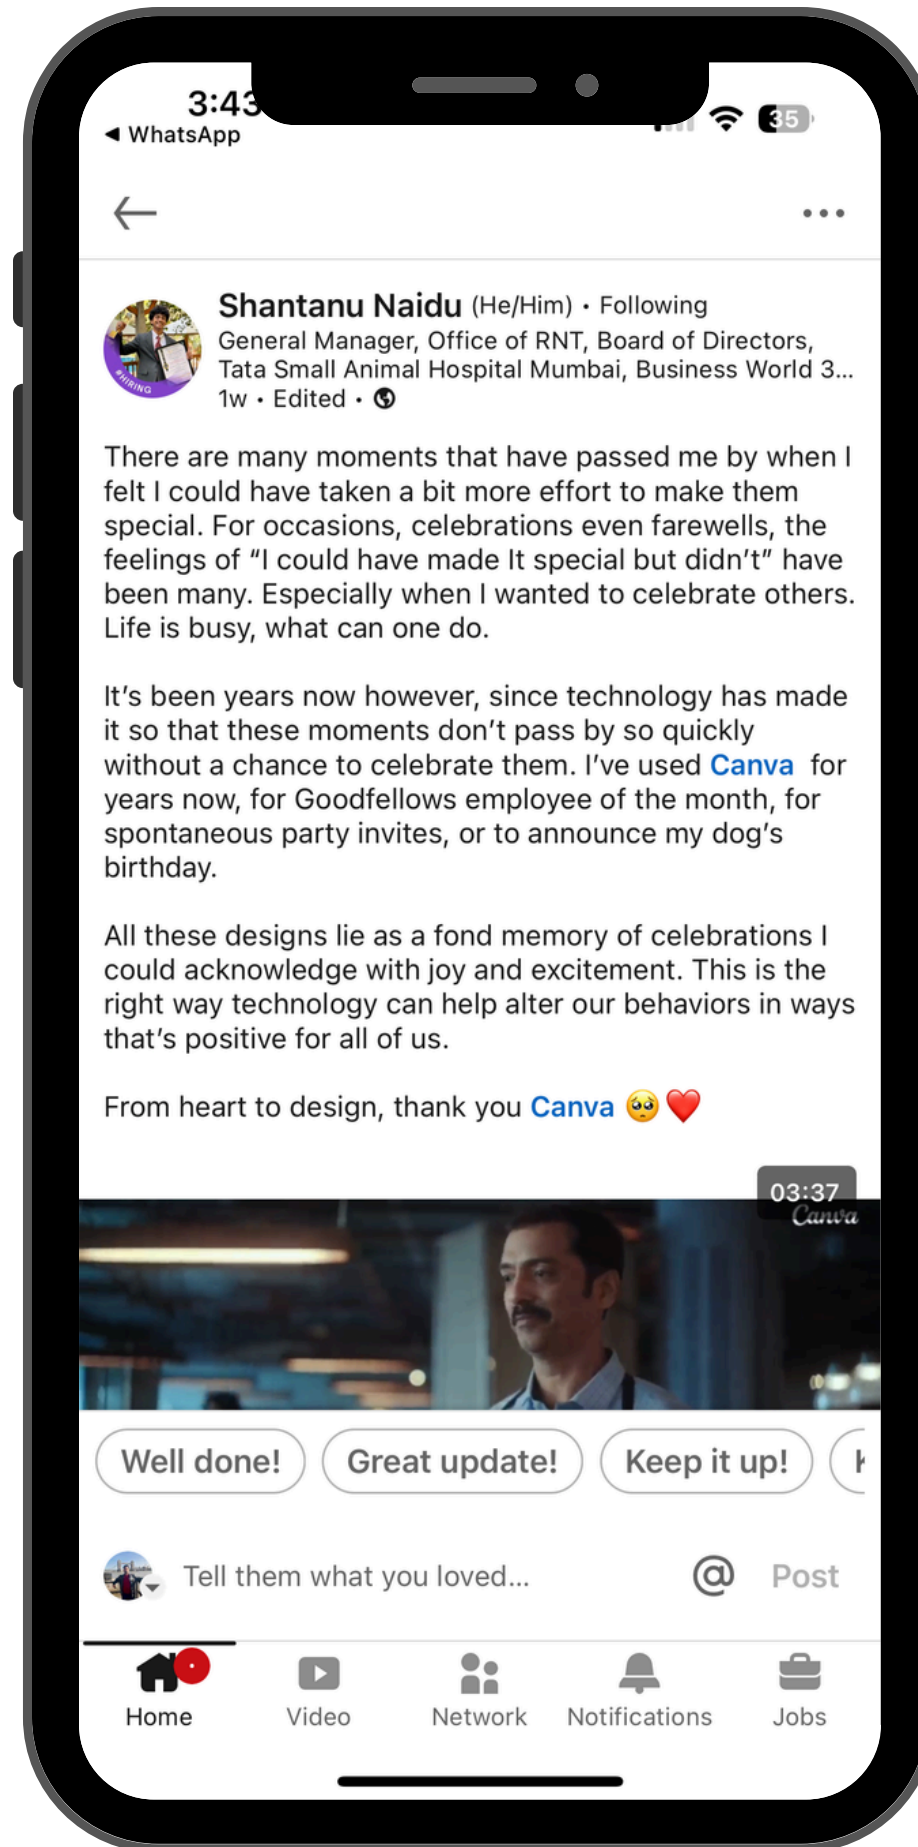 3:43
◀ WhatsApp
35
Shantanu Naidu (He/Him) • Following
General Manager, Office of RNT, Board of Directors,
Tata Small Animal Hospital Mumbai, Business World 3...
1w • Edited •
#HIRING
There are many moments that have passed me by when I
felt I could have taken a bit more effort to make them
special. For occasions, celebrations even farewells, the
feelings of “I could have made It special but didn’t” have
been many. Especially when I wanted to celebrate others.
Life is busy, what can one do.
It’s been years now however, since technology has made
it so that these moments don’t pass by so quickly
without a chance to celebrate them. I’ve used Canva for
years now, for Goodfellows employee of the month, for
spontaneous party invites, or to announce my dog’s
birthday.
All these designs lie as a fond memory of celebrations I
could acknowledge with joy and excitement. This is the
right way technology can help alter our behaviors in ways
that’s positive for all of us.
From heart to design, thank you Canva 🥺❤️
03:37
Canva
Well done!
Great update!
Keep it up!
Tell them what you loved...
@ Post
Home
Video
Network
Notifications
Jobs